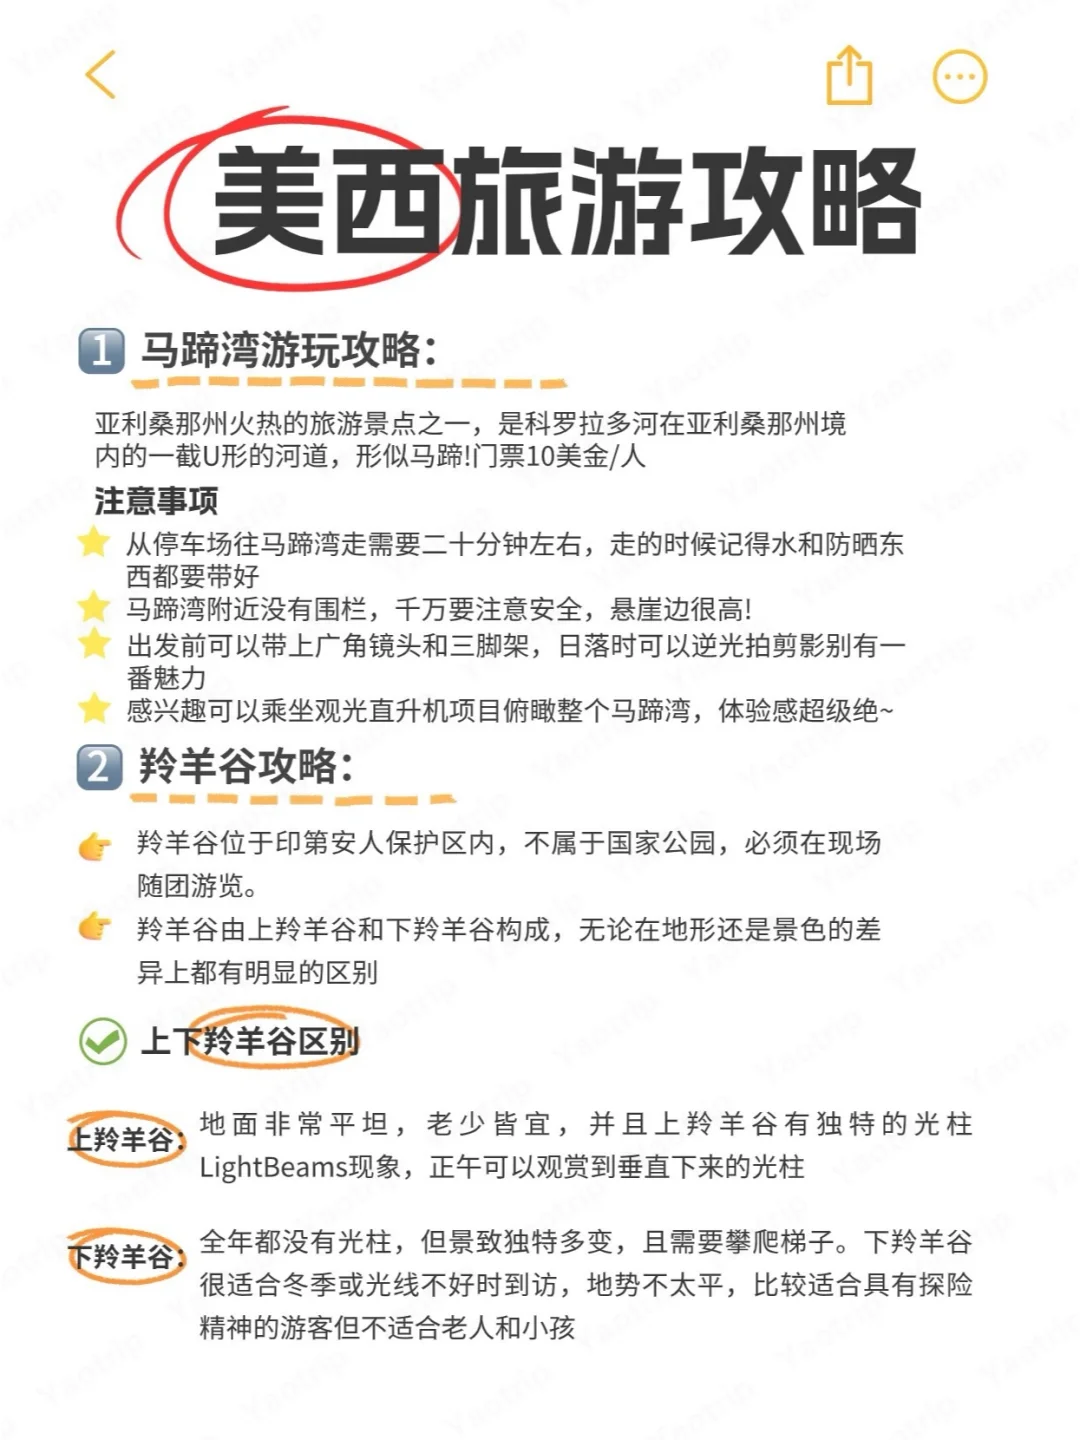 美西旅游攻略
1 马蹄湾游玩攻略：
亚利桑那州火热的旅游景点之一，是科罗拉多河在亚利桑那州境
内的一截U形的河道，形似马蹄!门票10美金/人
注意事项
从停车场往马蹄湾走需要二十分钟左右，走的时候记得水和防晒东
西都要带好
马蹄湾附近没有围栏，千万要注意安全，悬崖边很高!
出发前可以带上广角镜头和三脚架，日落时可以逆光拍剪影别有一
番魅力
感兴趣可以乘坐观光直升机项目俯瞰整个马蹄湾，体验感超级绝~
2 羚羊谷攻略：
羚羊谷位于印第安人保护区内，不属于国家公园，必须在现场
随团游览。
羚羊谷由上羚羊谷和下羚羊谷构成，无论在地形还是景色的差
异上都有明显的区别
上下羚羊谷区别
上羚羊谷：地面非常平坦，老少皆宜，并且上羚羊谷有独特的光柱
LightBeams现象，正午可以观赏到垂直下来的光柱
下羚羊谷：全年都没有光柱，但景致独特多变，且需要攀爬梯子。下羚羊谷
很适合冬季或光线不好时到访，地势不太平，比较适合具有探险
精神的游客但不适合老人和小孩
Yaotrip